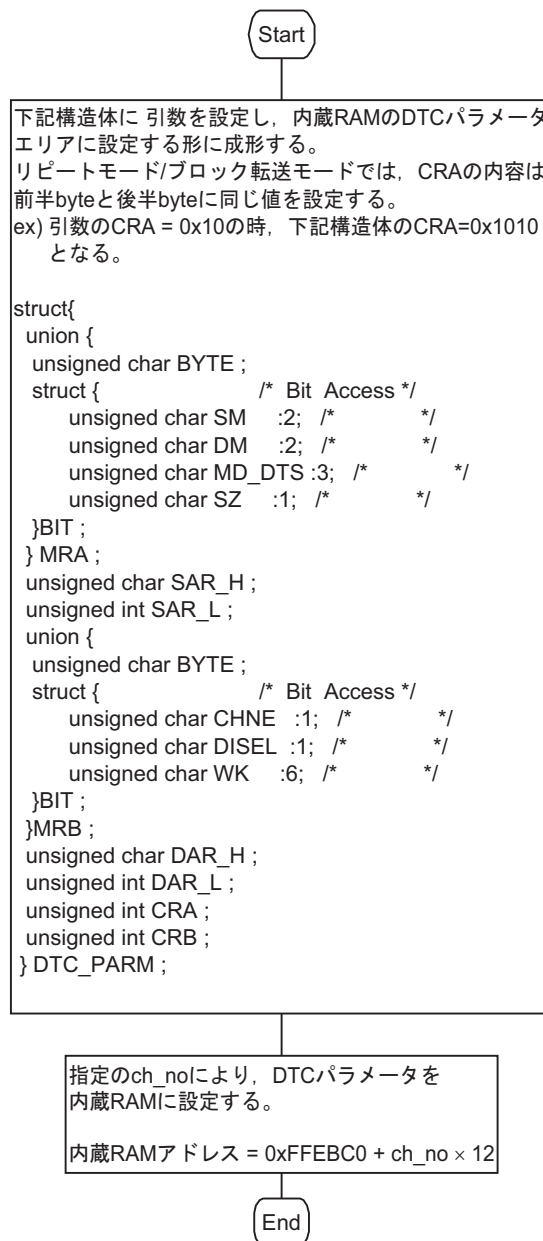 Start
下記構造体に 引数を設定し，内蔵RAMのDTCパラメータ
エリアに設定する形に成形する。
リピートモード/ブロック転送モードでは，CRAの内容は
前半byteと後半byteに同じ値を設定する。
ex) 引数のCRA = 0x10の時，下記構造体のCRA=0x1010
となる。
struct{
union {
unsigned char BYTE ;
struct { /* Bit Access */
unsigned char SM :2; /* */
unsigned char DM :2; /* */
unsigned char MD_DTS :3; /* */
unsigned char SZ :1; /* */
}BIT ;
} MRA ;
unsigned char SAR_H ;
unsigned int SAR_L ;
union {
unsigned char BYTE ;
struct { /* Bit Access */
unsigned char CHNE :1; /* */
unsigned char DISEL :1; /* */
unsigned char WK :6; /* */
}BIT ;
}MRB ;
unsigned char DAR_H ;
unsigned int DAR_L ;
unsigned int CRA ;
unsigned int CRB ;
} DTC_PARM ;
指定のch_noにより，DTCパラメータを
内蔵RAMに設定する。
内蔵RAMアドレス = 0xFFEBC0 + ch_no × 12
End